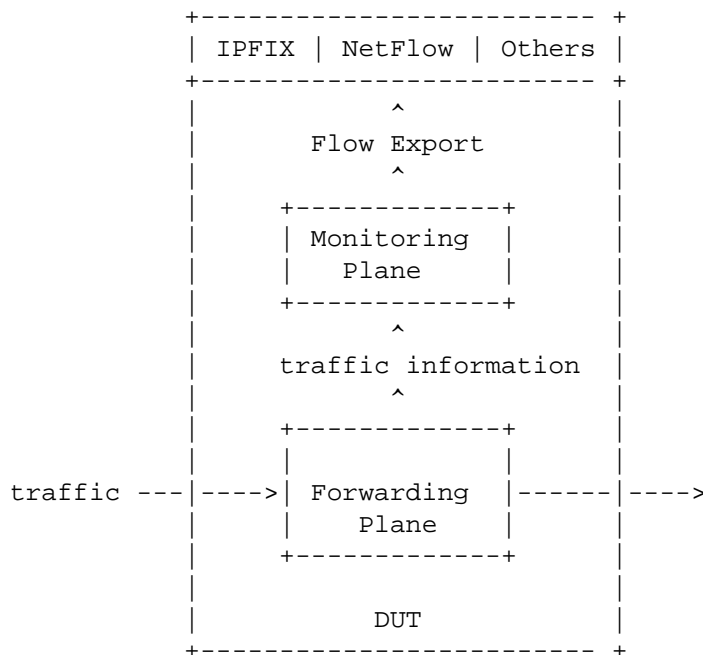 +------------------------- +
| IPFIX | NetFlow | Others |
+------------------------- +
|            ^             |
|       Flow Export        |
|            ^             |
|     +-------------+      |
|     | Monitoring  |      |
|     |   Plane     |      |
|     +-------------+      |
|            ^             |
|     traffic information  |
|            ^             |
|     +-------------+      |
|     |             |      |
traffic ---|---->| Forwarding  |------|---->
|     |    Plane    |      |
|     +-------------+      |
|                          |
|           DUT            |
+------------------------- +